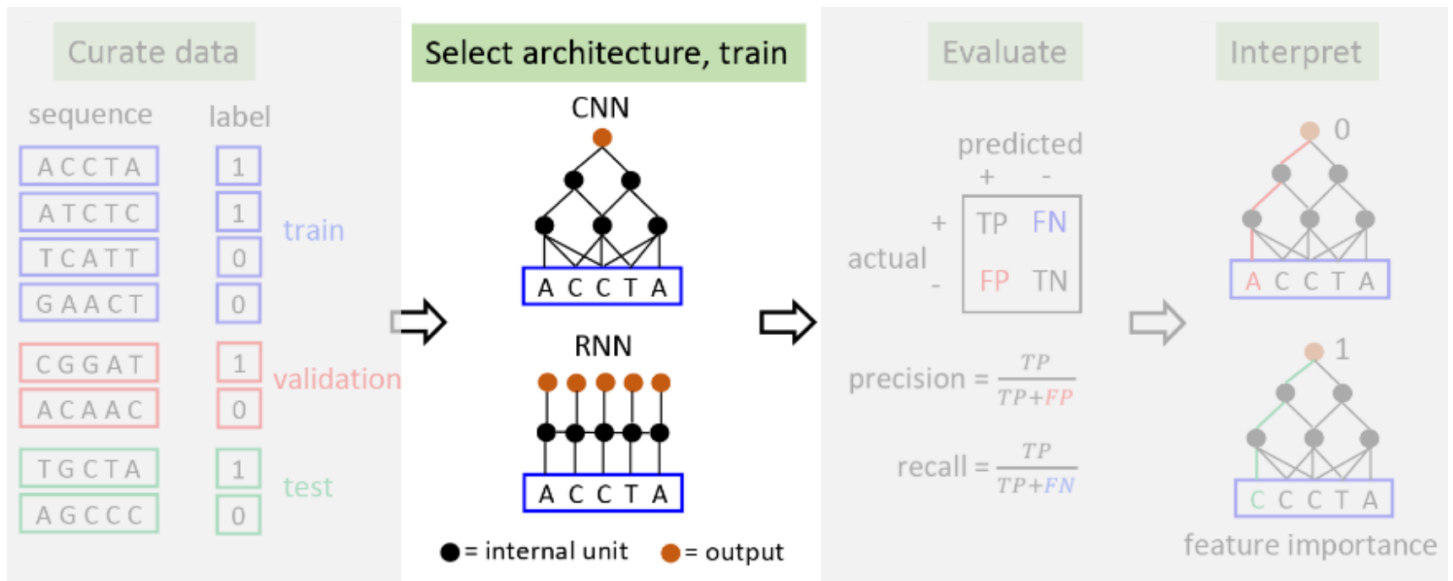 Curate data
sequence label
A C C T A 1
A T C T C 1
train
T C A T T 0
G A A C T 0
C G G A T 1
validation
A C A A C 0
T G C T A 1
test
A G C C C 0
Select architecture, train
CNN
A C C T A
RNN
A C C T A
= internal unit = output
Evaluate
predicted
+ -
+ TP FN
actual
- FP TN
precision = TP / TP+FP
recall = TP / TP+FN
Interpret
0
A C C T A
1
C C C T A
feature importance